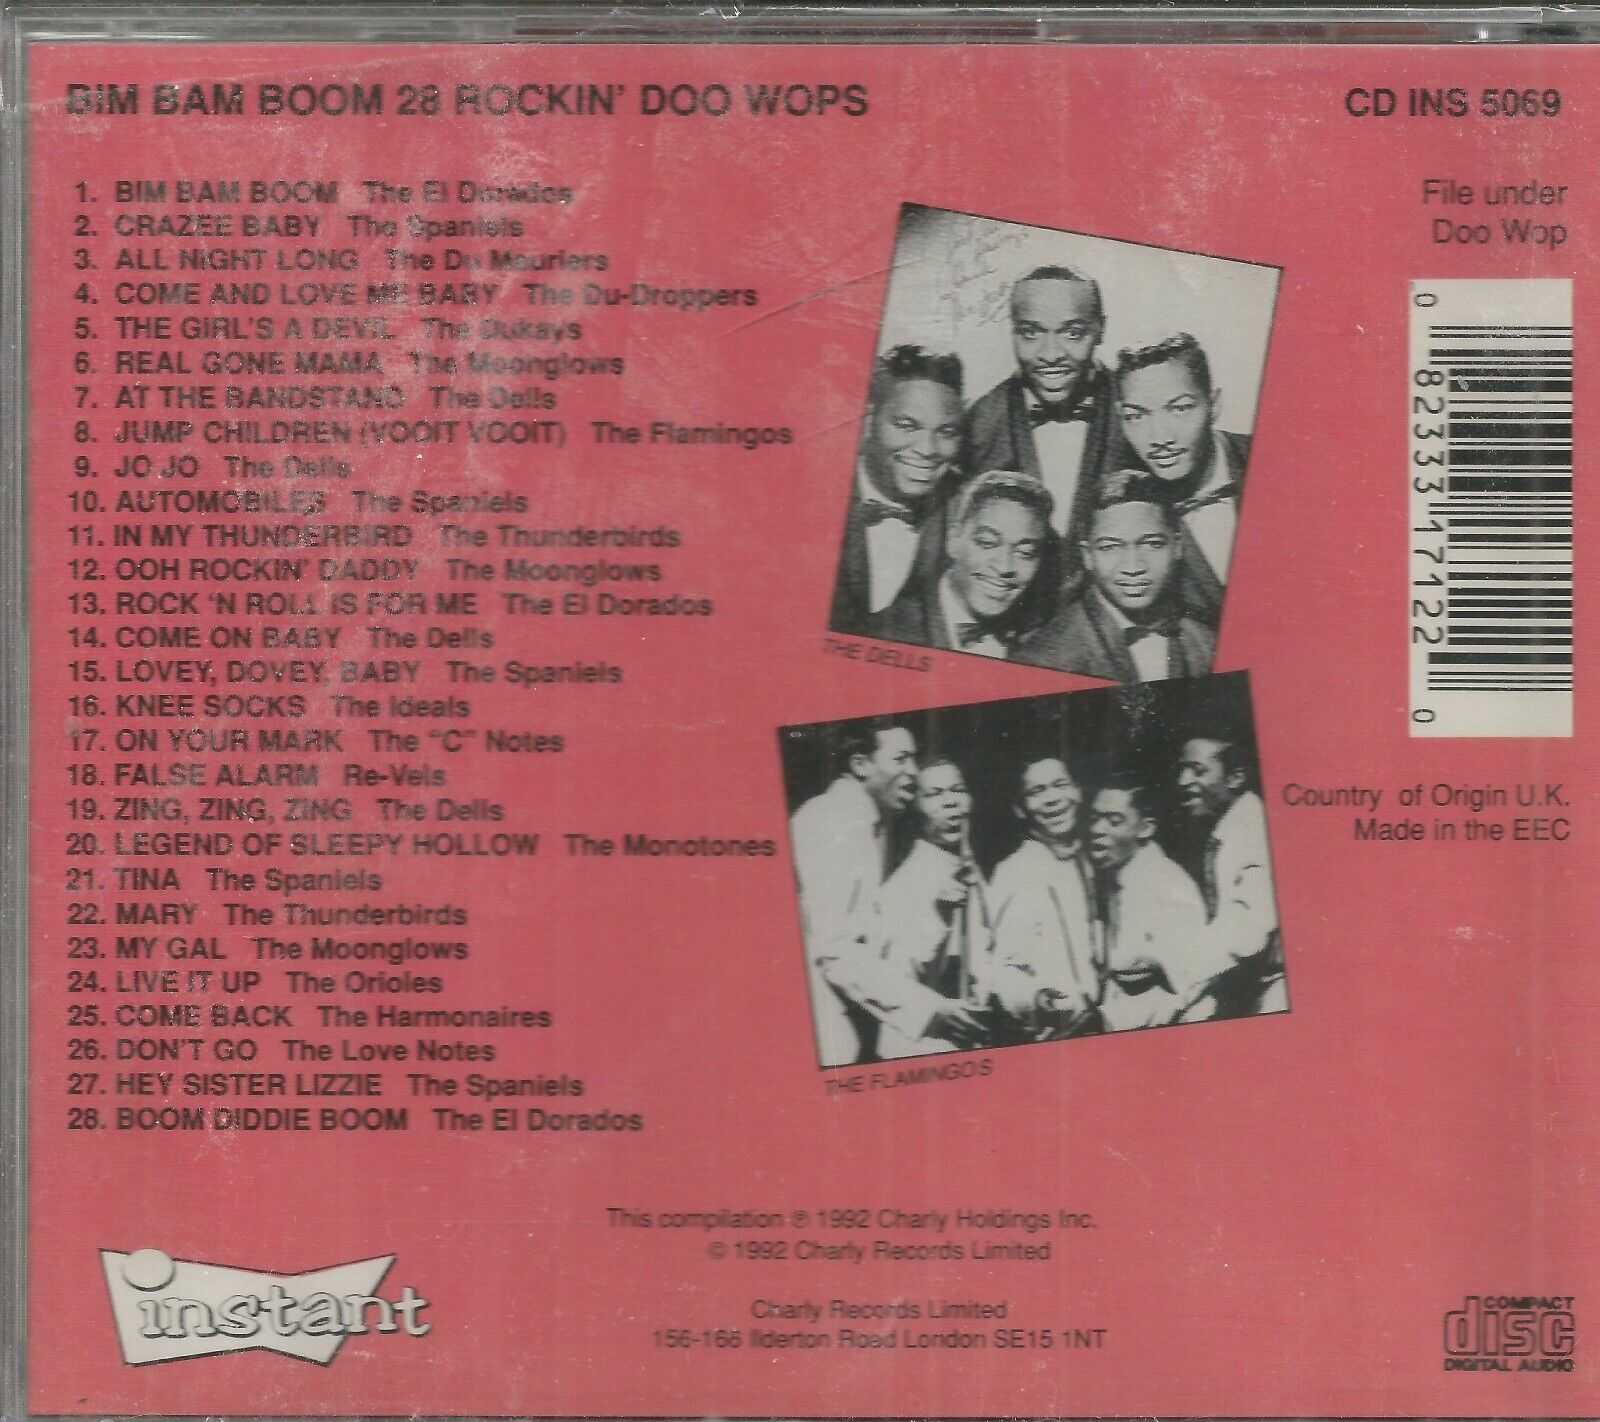 BIM BAM BOOM 28 ROCKIN' DOO WOPS
CD INS 5069
1. BIM BAM BOOM The El Dorados
2. CRAZEE BABY The Spaniels
3. ALL NIGHT LONG The Du Mauriers
4. COME AND LOVE ME BABY The Du-Droppers
5. THE GIRL'S A DEVIL The Dukays
6. REAL GONE MAMA The Moonglows
7. AT THE BANDSTAND The Dells
8. JUMP CHILDREN (VOOIT VOOIT) The Flamingos
9. JO JO The Dells
10. AUTOMOBILES The Spaniels
11. IN MY THUNDERBIRD The Thunderbirds
12. OOH ROCKIN' DADDY The Moonglows
13. ROCK 'N ROLL IS FOR ME The El Dorados
14. COME ON BABY The Dells
15. LOVEY, DOVEY, BABY The Spaniels
16. KNEE SOCKS The Ideals
17. ON YOUR MARK The "C" Notes
18. FALSE ALARM Re-Vels
19. ZING, ZING, ZING The Dells
20. LEGEND OF SLEEPY HOLLOW The Monotones
21. TINA The Spaniels
22. MARY The Thunderbirds
23. MY GAL The Moonglows
24. LIVE IT UP The Orioles
25. COME BACK The Harmonaires
26. DON'T GO The Love Notes
27. HEY SISTER LIZZIE The Spaniels
28. BOOM DIDDIE BOOM The El Dorados
THE DELLS
THE FLAMINGOS
File under
Doo Wop
0 82333 17122 0
Country of Origin U.K.
Made in the EEC
This compilation ℗ 1992 Charly Holdings Inc.
© 1992 Charly Records Limited
Charly Records Limited
156-166 Ilderton Road London SE15 1NT
instant
COMPACT
disc
DIGITAL AUDIO